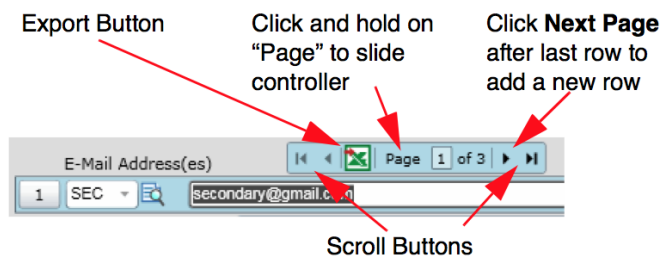 Export Button
Click and hold on
“Page” to slide
controller
Click Next Page
after last row to
add a new row
E-Mail Address(es)
Page 1 of 3
1 SEC secondary@gmail.com
Scroll Buttons